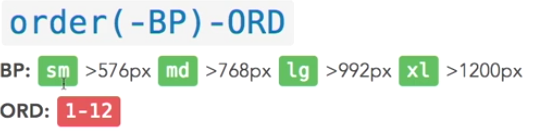 order(-BP)-ORD
BP: sm >576px md >768px lg >992px xl >1200px
ORD: 1-12